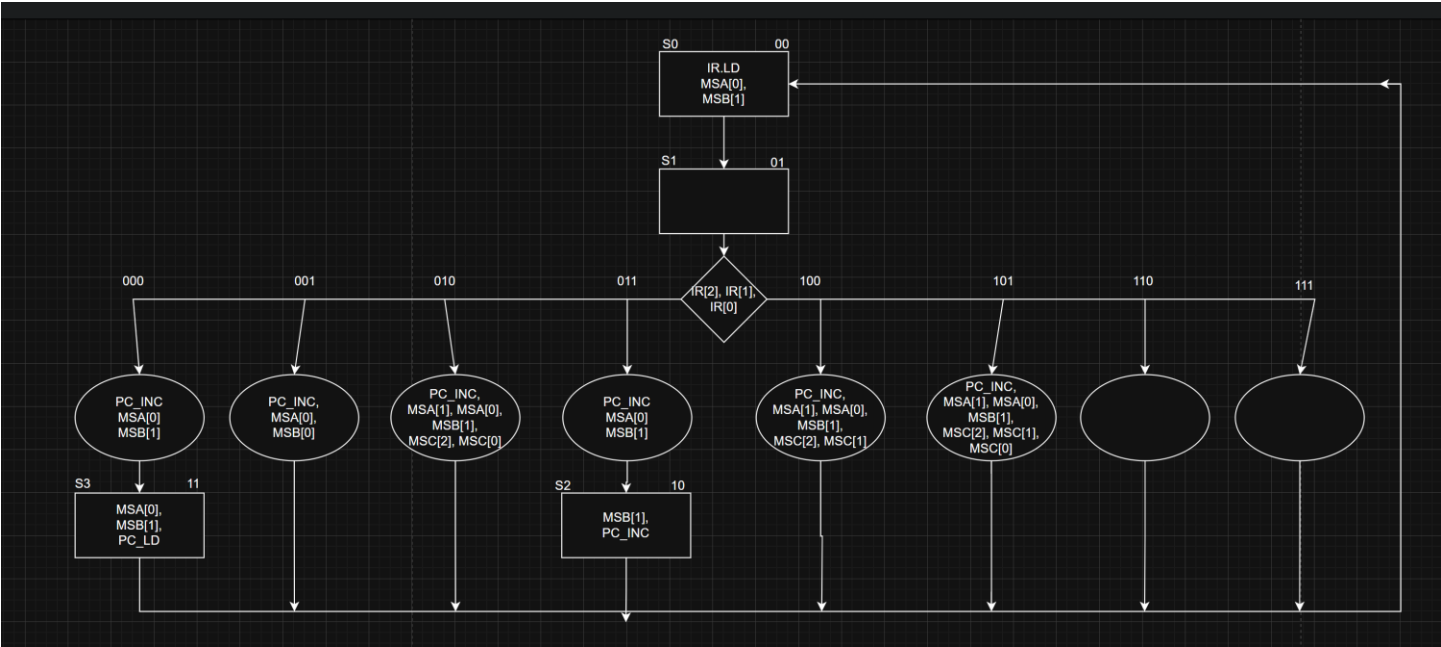 S0 00
IR.LD
MSA[0],
MSB[1]
S1 01
IR[2], IR[1],
IR[0]
000 001 010 011 100 101 110 111
PC_INC
MSA[0]
MSB[1]
PC_INC,
MSA[0],
MSB[0]
PC_INC,
MSA[1], MSA[0],
MSB[1],
MSC[2], MSC[0]
PC_INC
MSA[0]
MSB[1]
PC_INC,
MSA[1], MSA[0],
MSB[1],
MSC[2], MSC[1]
PC_INC,
MSA[1], MSA[0],
MSB[1],
MSC[2], MSC[1],
MSC[0]
S3 11
MSA[0],
MSB[1],
PC_LD
S2 10
MSB[1],
PC_INC